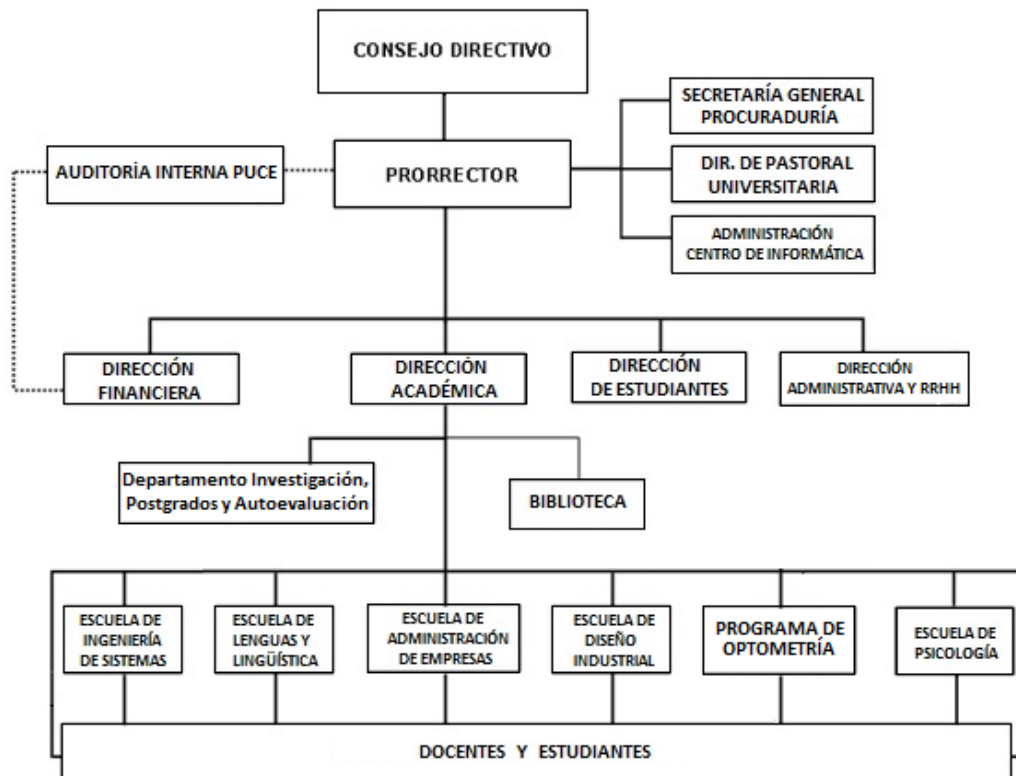 CONSEJO DIRECTIVO
SECRETARÍA GENERAL
PROCURADURÍA
AUDITORÍA INTERNA PUCE
PRORRECTOR
DIR. DE PASTORAL
UNIVERSITARIA
ADMINISTRACIÓN
CENTRO DE INFORMÁTICA
DIRECCIÓN
FINANCIERA
DIRECCIÓN
ACADÉMICA
DIRECCIÓN
DE ESTUDIANTES
DIRECCIÓN
ADMINISTRATIVA Y RRHH
Departamento Investigación,
Postgrados y Autoevaluación
BIBLIOTECA
ESCUELA DE
INGENIERÍA
DE SISTEMAS
ESCUELA DE
LENGUAS Y
LINGÜÍSTICA
ESCUELA DE
ADMINISTRACIÓN
DE EMPRESAS
ESCUELA DE
DISEÑO
INDUSTRIAL
PROGRAMA DE
OPTOMETRÍA
ESCUELA DE
PSICOLOGÍA
DOCENTES Y ESTUDIANTES